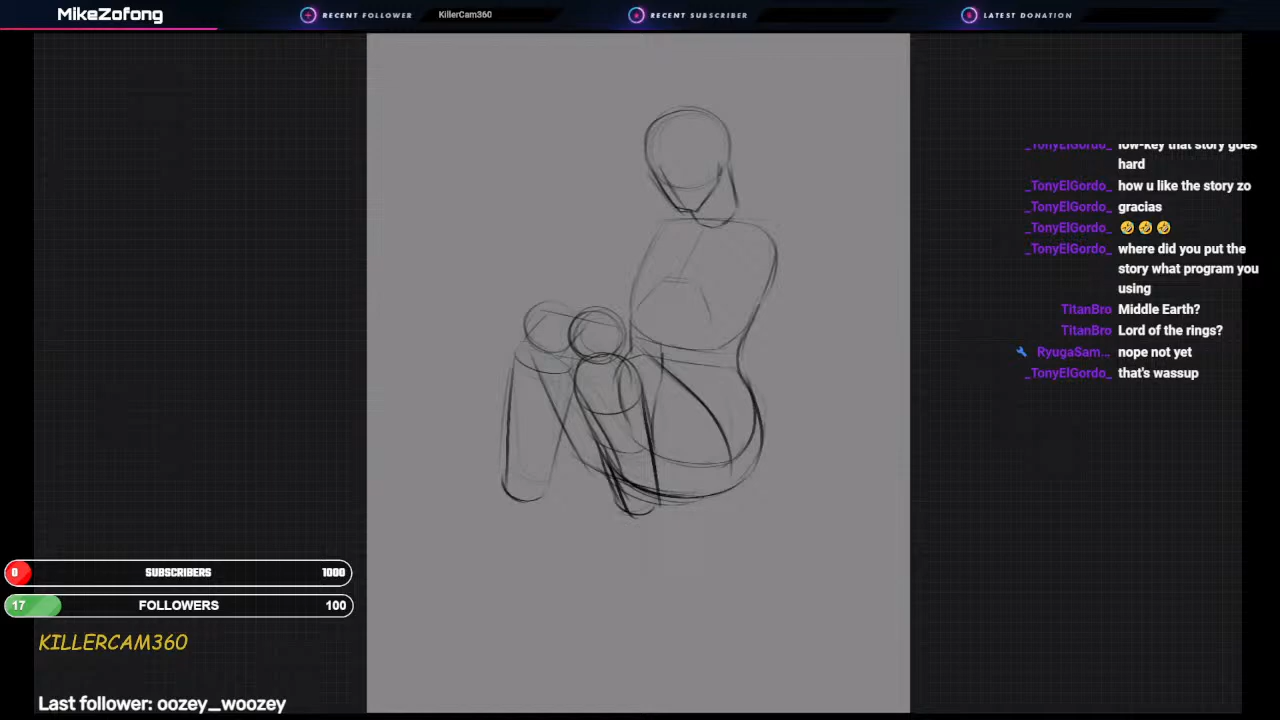 MikeZofong
RECENT FOLLOWER
KillerCam360
RECENT SUBSCRIBER
LATEST DONATION
_TonyElGordo_ low-key that story goes
hard
_TonyElGordo_ how u like the story zo
_TonyElGordo_ gracias
_TonyElGordo_ 🤣 🤣 🤣
_TonyElGordo_ where did you put the
story what program you
using
TitanBro Middle Earth?
TitanBro Lord of the rings?
RyugaSam... nope not yet
_TonyElGordo_ that's wassup
0 SUBSCRIBERS 1000
17 FOLLOWERS 100
KILLERCAM360
Last follower: oozey_woozey